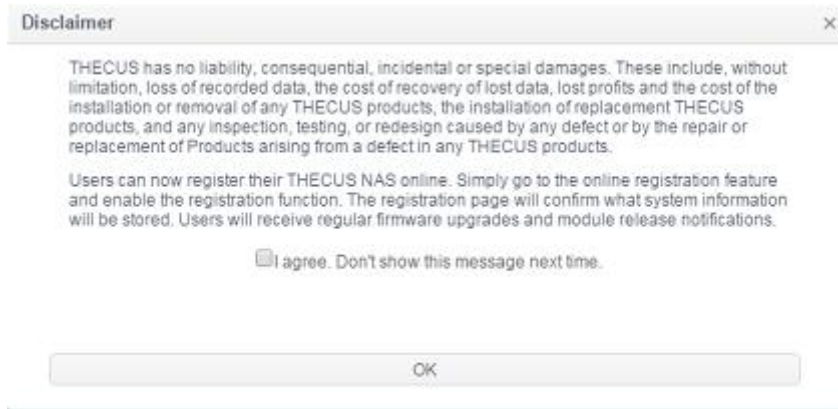 Disclaimer
THECUS has no liability, consequential, incidental or special damages. These include, without
limitation, loss of recorded data, the cost of recovery of lost data, lost profits and the cost of the
installation or removal of any THECUS products, the installation of replacement THECUS
products, and any inspection, testing, or redesign caused by any defect or by the repair or
replacement of Products arising from a defect in any THECUS products.
Users can now register their THECUS NAS online. Simply go to the online registration feature
and enable the registration function. The registration page will confirm what system information
will be stored. Users will receive regular firmware upgrades and module release notifications.
I agree. Don't show this message next time.
OK